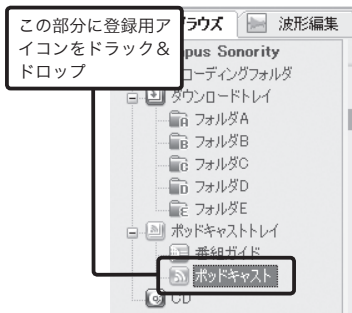 この部分に登録用ア
イコンをドラック&
ドロップ
ラウズ
波形編集
pus Sonority
コーディングフォルダ
ダウンロードトレイ
フォルダA
フォルダB
フォルダC
フォルダD
フォルダE
ポッドキャストトレイ
番組ガイド
ポッドキャスト
CD